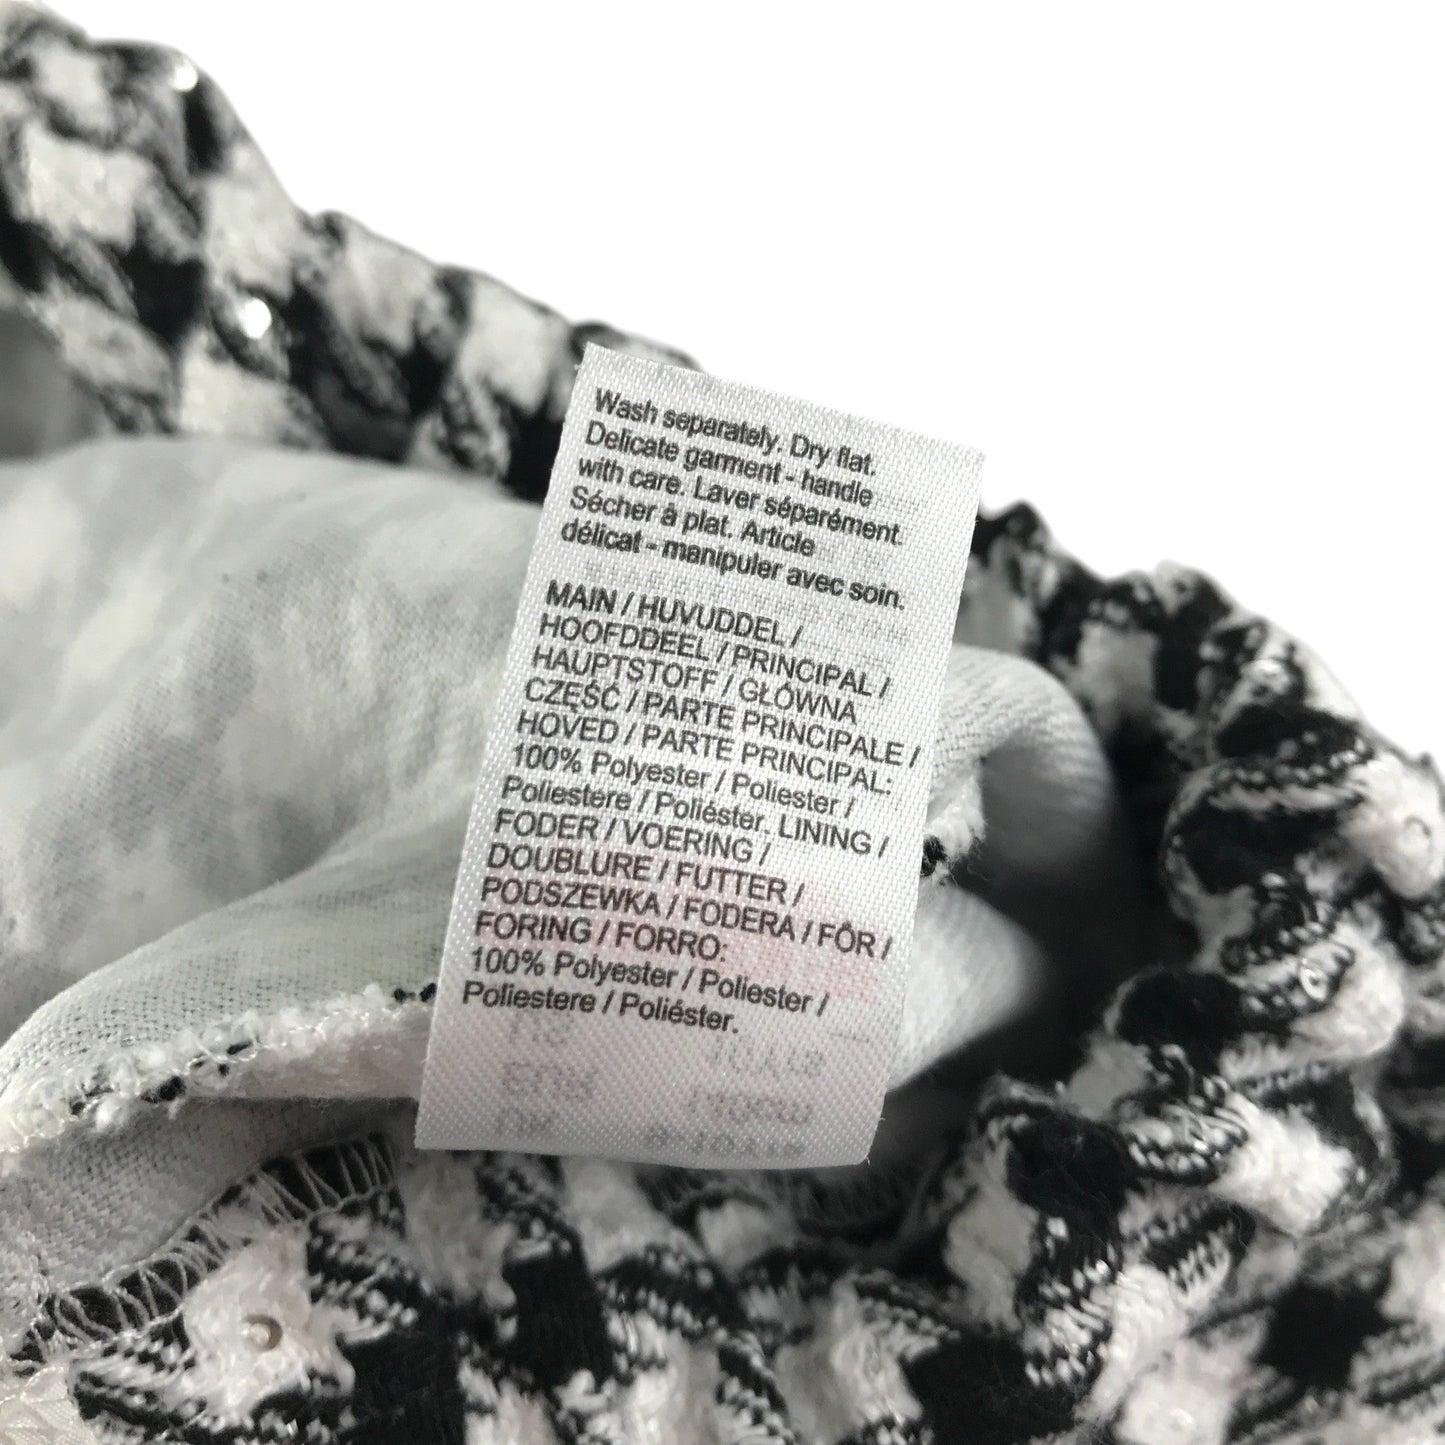 Wash separately. Dry flat.
Delicate garment - handle
with care. Laver séparément.
Sécher à plat. Article
délicat - manipuler avec soin.
MAIN / HUVUDDEL /
HOOFDDEEL / PRINCIPAL /
HAUPTSTOFF / GŁÓWNA
CZĘŚĆ / PARTE PRINCIPALE /
HOVED / PARTE PRINCIPAL:
100% Polyester / Poliester /
Poliestere / Poliéster. LINING /
FODER / VOERING /
DOUBLURE / FUTTER /
PODSZEWKA / FODERA / FÔR /
FORING / FORRO:
100% Polyester / Poliester /
Poliestere / Poliéster.